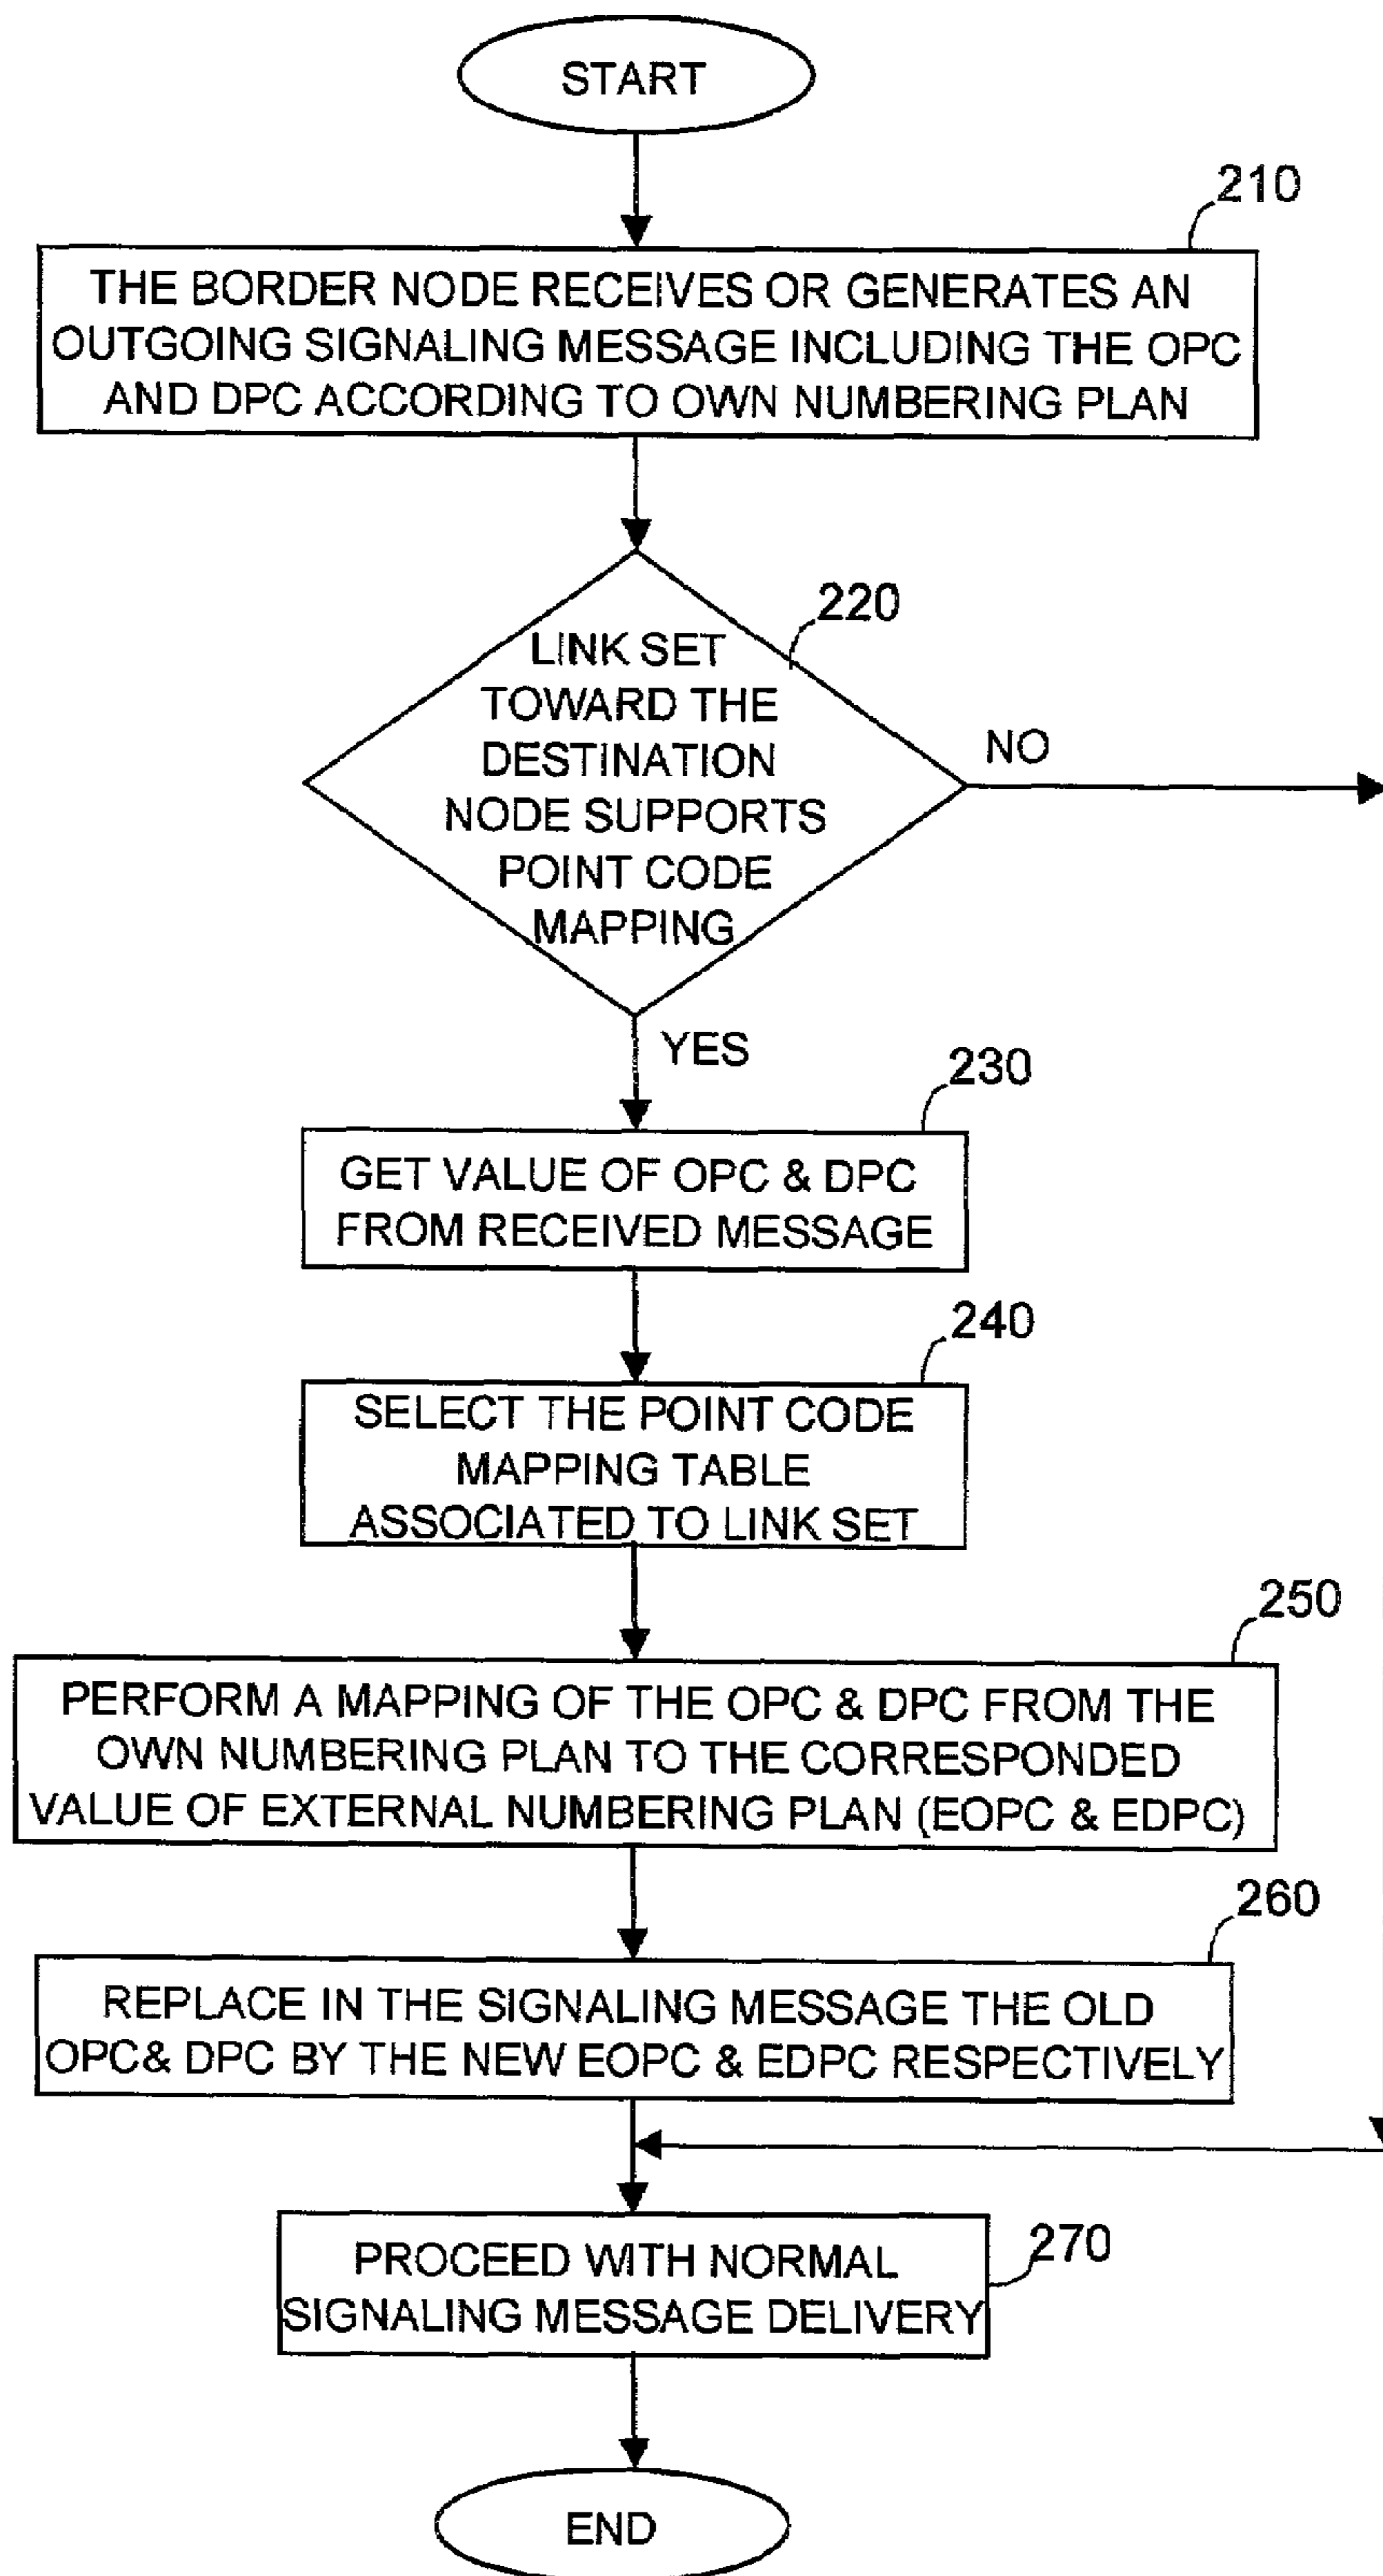 START
210
THE BORDER NODE RECEIVES OR GENERATES AN
OUTGOING SIGNALING MESSAGE INCLUDING THE OPC
AND DPC ACCORDING TO OWN NUMBERING PLAN
220
LINK SET
TOWARD THE
DESTINATION
NODE SUPPORTS
POINT CODE
MAPPING
NO
YES
230
GET VALUE OF OPC & DPC
FROM RECEIVED MESSAGE
240
SELECT THE POINT CODE
MAPPING TABLE
ASSOCIATED TO LINK SET
250
PERFORM A MAPPING OF THE OPC & DPC FROM THE
OWN NUMBERING PLAN TO THE CORRESPONDED
VALUE OF EXTERNAL NUMBERING PLAN (EOPC & EDPC)
260
REPLACE IN THE SIGNALING MESSAGE THE OLD
OPC& DPC BY THE NEW EOPC & EDPC RESPECTIVELY
270
PROCEED WITH NORMAL
SIGNALING MESSAGE DELIVERY
END